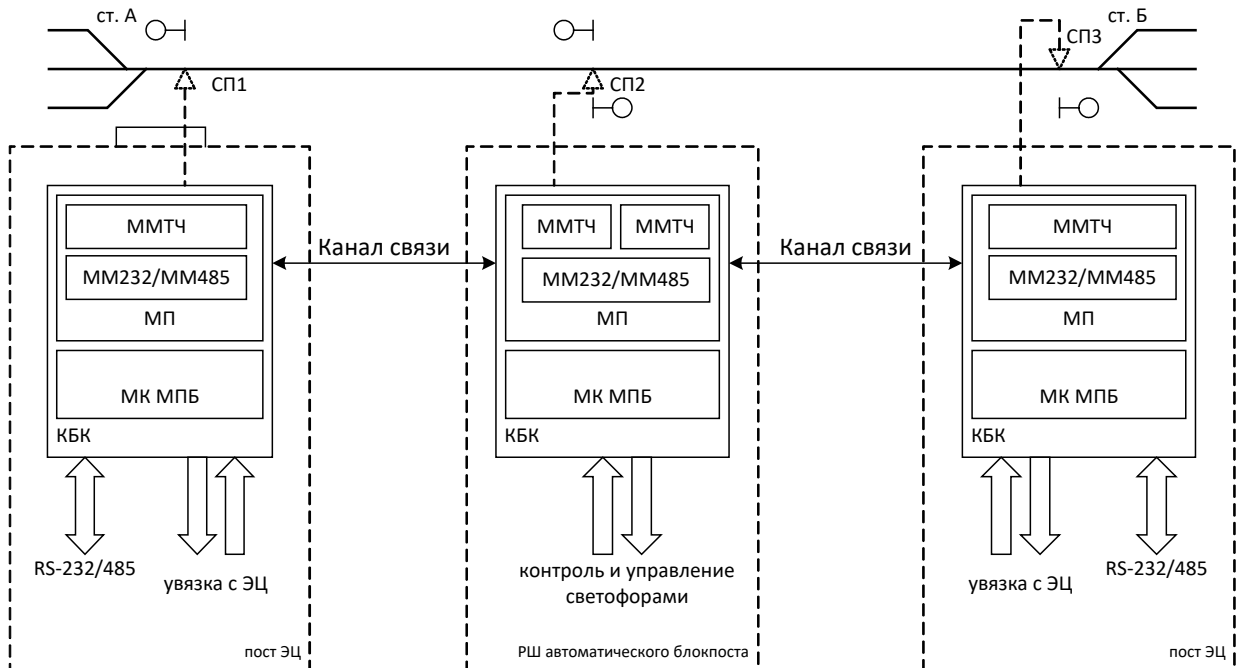 ст. А
ст. Б
СП1
СП2
СП3
ММТЧ
ММ232/ММ485
МП
МК МПБ
КБК
Канал связи
ММТЧ
ММТЧ
ММ232/ММ485
МП
МК МПБ
КБК
Канал связи
ММТЧ
ММ232/ММ485
МП
МК МПБ
КБК
RS-232/485
увязка с ЭЦ
контроль и управление
светофорами
увязка с ЭЦ
RS-232/485
пост ЭЦ
РШ автоматического блокпоста
пост ЭЦ